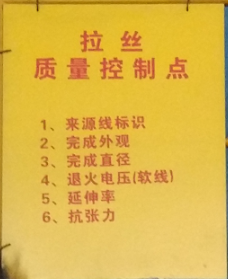 拉丝
质量控制点
1、来源线标识
2、完成外观
3、完成直径
4、退火电压(软线)
5、延伸率
6、抗张力